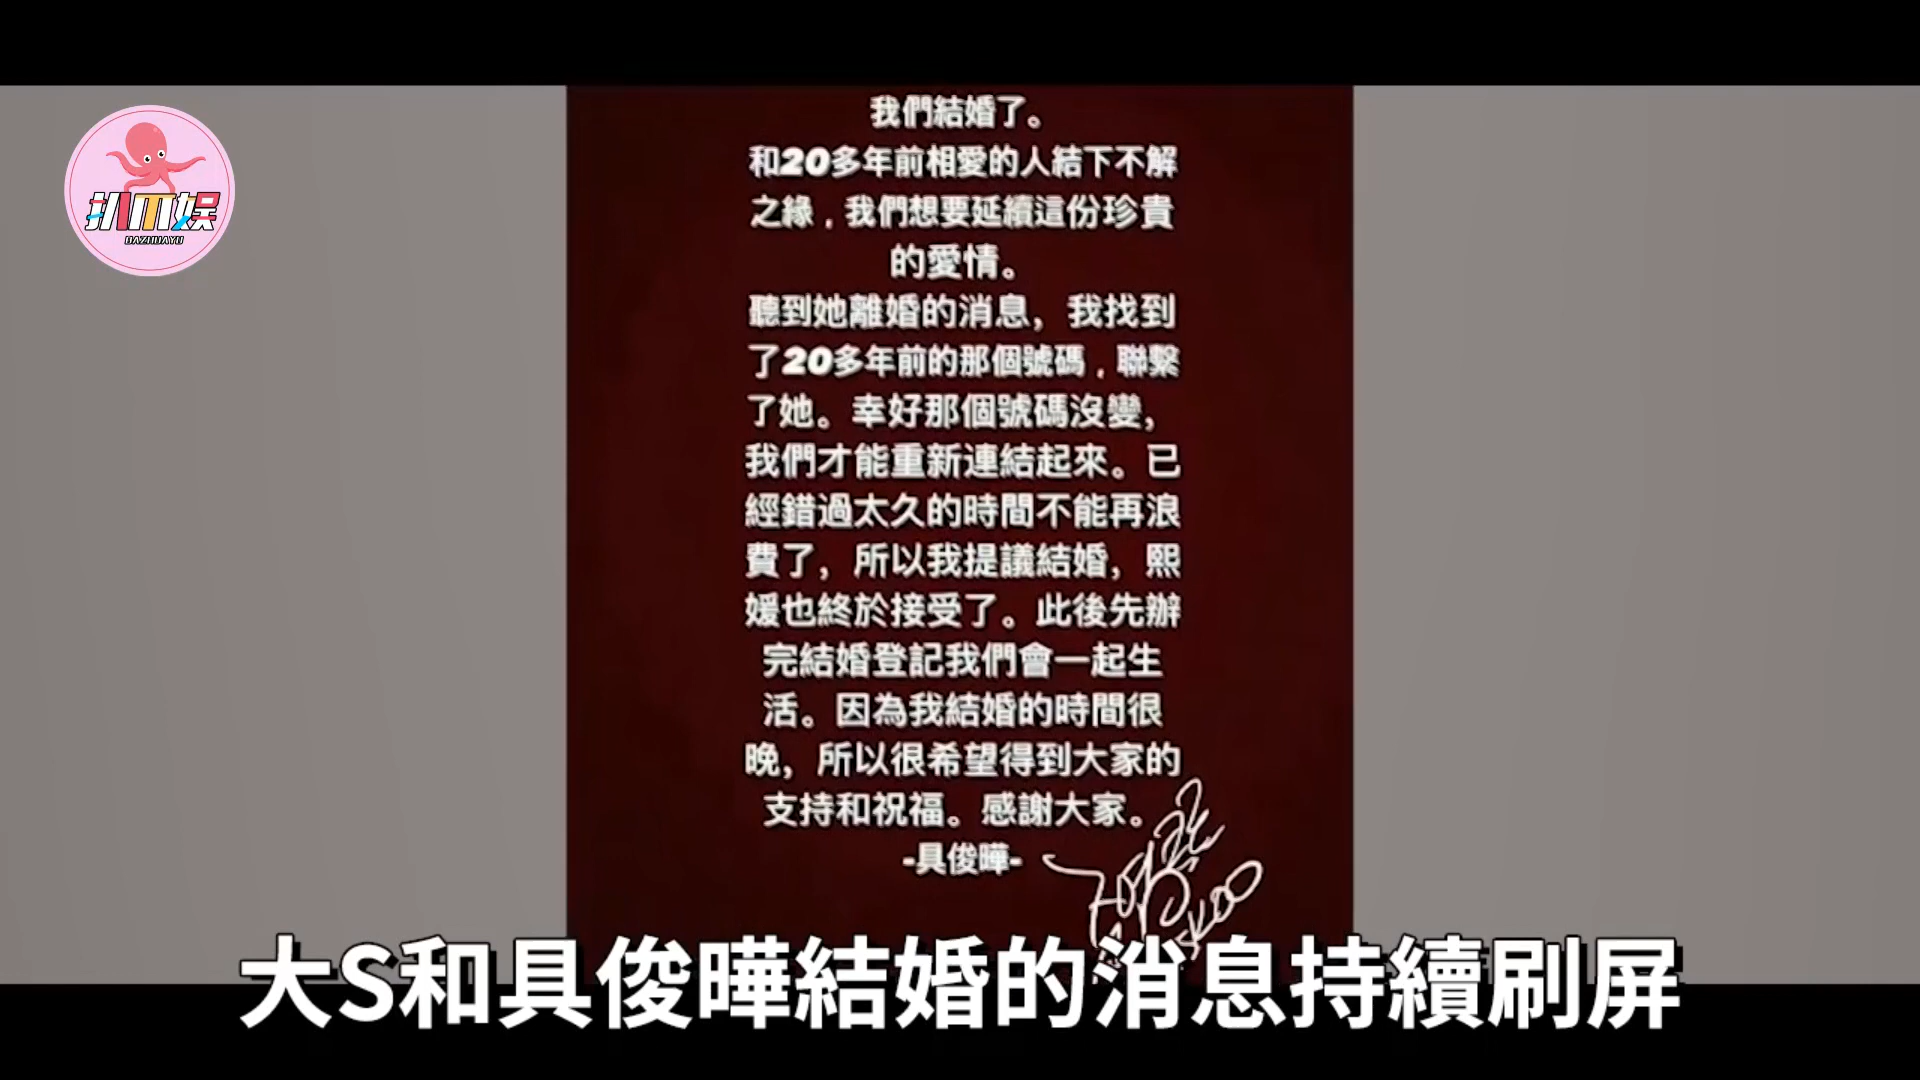 扒爪娱
BAZHUAYU
我們結婚了。
和20多年前相愛的人結下不解
之緣，我們想要延續這份珍貴
的愛情。
聽到她離婚的消息，我找到
了20多年前的那個號碼，聯繫
了她。幸好那個號碼沒變，
我們才能重新連結起來。已
經錯過太久的時間不能再浪
費了，所以我提議結婚，熙
媛也終於接受了。此後先辦
完結婚登記我們會一起生
活。因為我結婚的時間很
晚，所以很希望得到大家的
支持和祝福。感謝大家。
-具俊曄-
KOO
大S和具俊曄結婚的消息持續刷屏